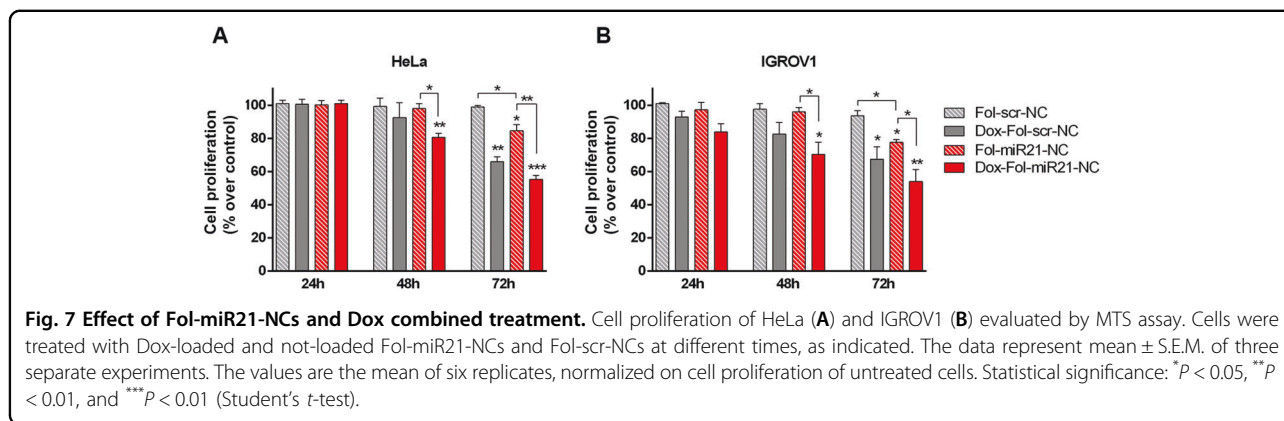 A
B
HeLa
IGROV1
Cell proliferation
(% over control)
100
80
60
40
20
0
24h
48h
72h
*
**
**
*
*
**
***
Cell proliferation
(% over control)
100
80
60
80
20
0
24h
48h
72h
*
*
*
*
*
*
**
Fol-scr-NC
Dox-Fol-scr-NC
Fol-miR21-NC
Dox-Fol-miR21-NC
Fig. 7 Effect of Fol-miR21-NCs and Dox combined treatment. Cell proliferation of HeLa (A) and IGROV1 (B) evaluated by MTS assay. Cells were
treated with Dox-loaded and not-loaded Fol-miR21-NCs and Fol-scr-NCs at different times, as indicated. The data represent mean ± S.E.M. of three
separate experiments. The values are the mean of six replicates, normalized on cell proliferation of untreated cells. Statistical significance: *P < 0.05, **P
< 0.01, and ***P < 0.01 (Student's t-test).